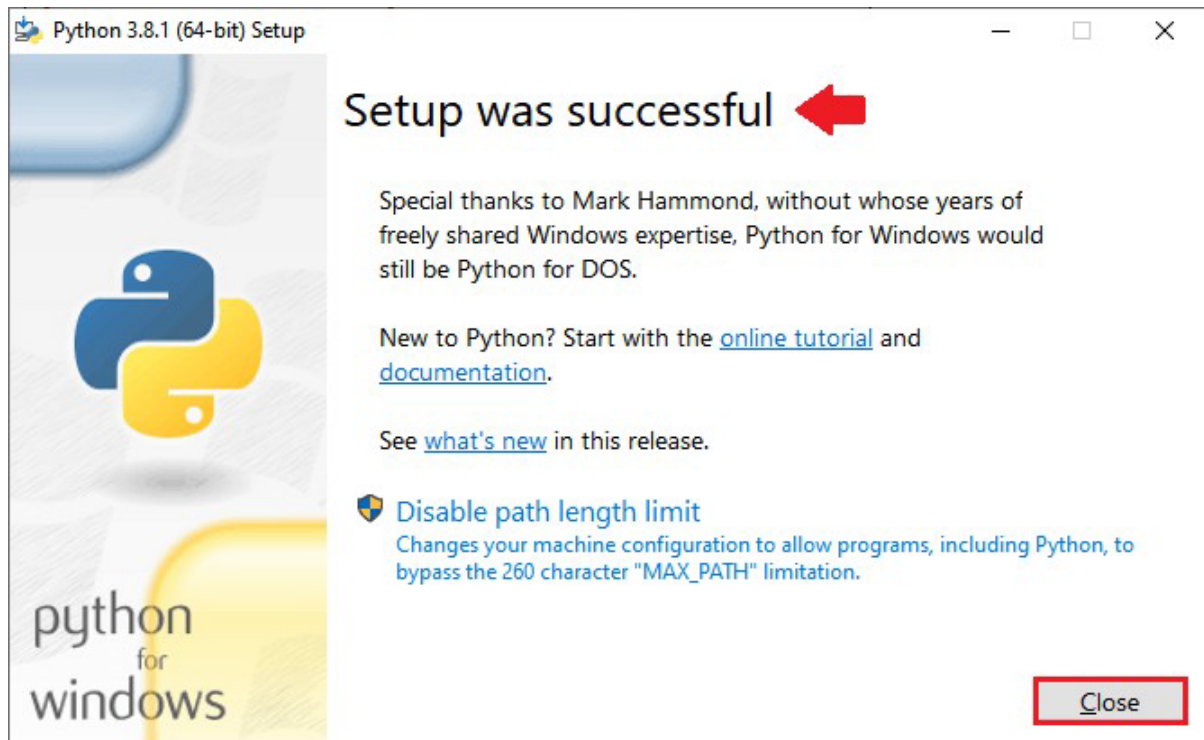 Python 3.8.1 (64-bit) Setup
Setup was successful
Special thanks to Mark Hammond, without whose years of
freely shared Windows expertise, Python for Windows would
still be Python for DOS.
New to Python? Start with the online tutorial and
documentation.
See what's new in this release.
Disable path length limit
Changes your machine configuration to allow programs, including Python, to
bypass the 260 character "MAX_PATH" limitation.
python
for
windows
Close